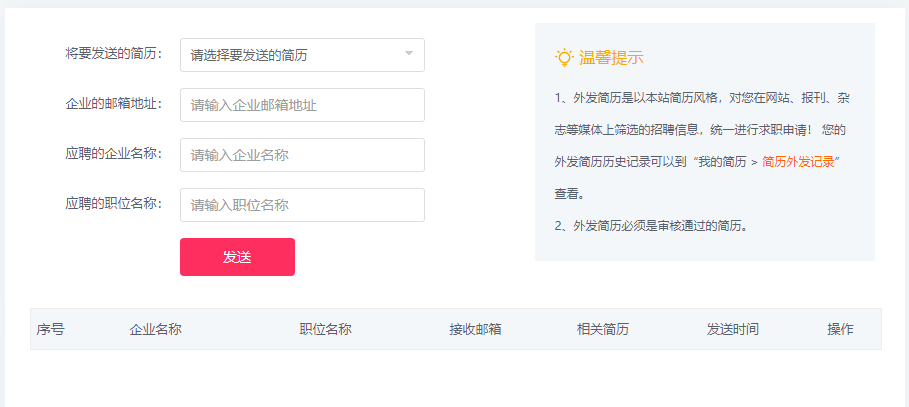 将要发送的简历：
请选择要发送的简历
企业的邮箱地址：
请输入企业邮箱地址
应聘的企业名称：
请输入企业名称
应聘的职位名称：
请输入职位名称
发送
温馨提示
1、外发简历是以本站简历风格，对您在网站、报刊、杂
志等媒体上筛选的招聘信息，统一进行求职申请！ 您的
外发简历历史记录可以到“我的简历 > 简历外发记录”
查看。
2、外发简历必须是审核通过的简历。
序号 企业名称 职位名称 接收邮箱 相关简历 发送时间 操作